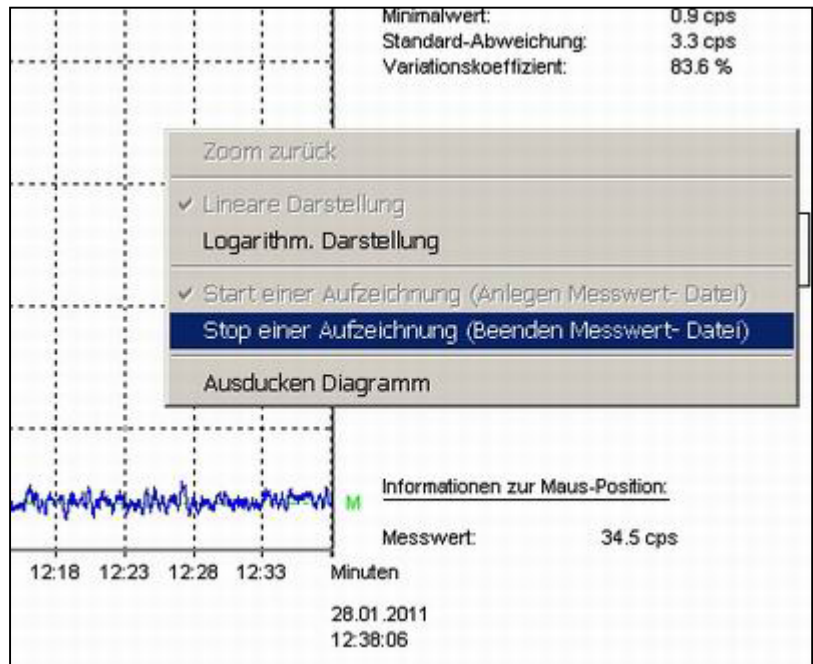 Minimalwert: 0.9 cps
Standard-Abweichung: 3.3 cps
Variationskoeffizient: 83.6 %
Zoom zurück
Lineare Darstellung
Logarithm. Darstellung
Start einer Aufzeichnung (Anlegen Messwert- Datei)
Stop einer Aufzeichnung (Beenden Messwert- Datei)
Ausducken Diagramm
M
Informationen zur Maus-Position:
Messwert: 34.5 cps
12:18 12:23 12:28 12:33 Minuten
28.01.2011
12:38:06